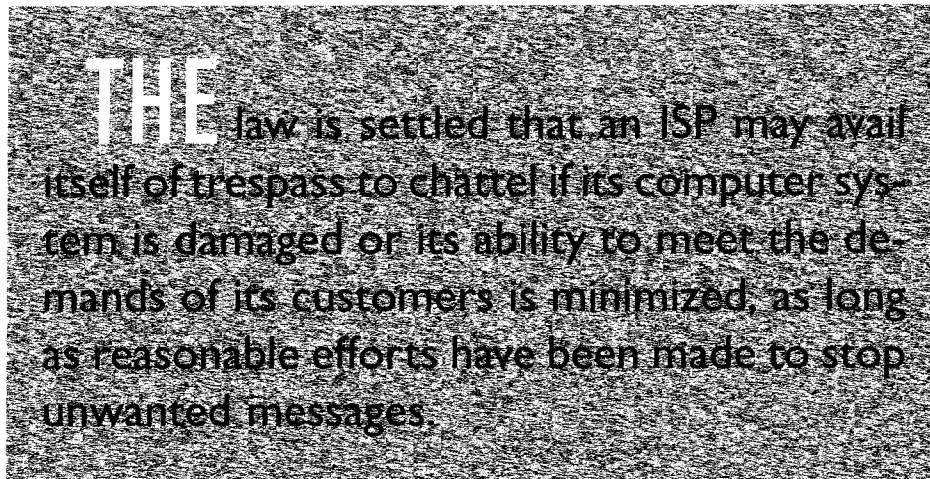 THE law is settled that an ISP may avail
itself of trespass to chattel if its computer sys-
tem is damaged or its ability to meet the de-
mands of its customers is minimized, as long
as reasonable efforts have been made to stop
unwanted messages.